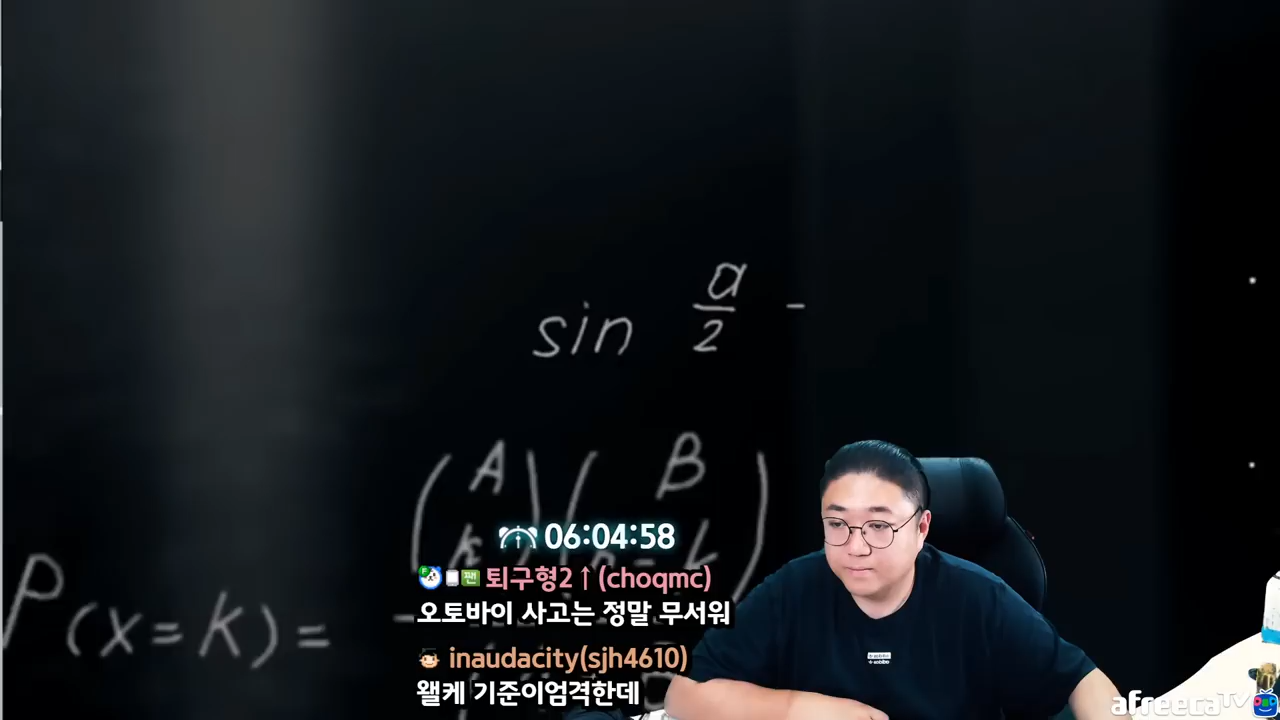 sin a/2 -
(A k)(B n - k)
P(x=k)=
06:04:58
퇴구형2↑(choqmc)
오토바이 사고는 정말 무서워
inaudacity(sjh4610)
왤케 기준이엄격한데
afreecaTV